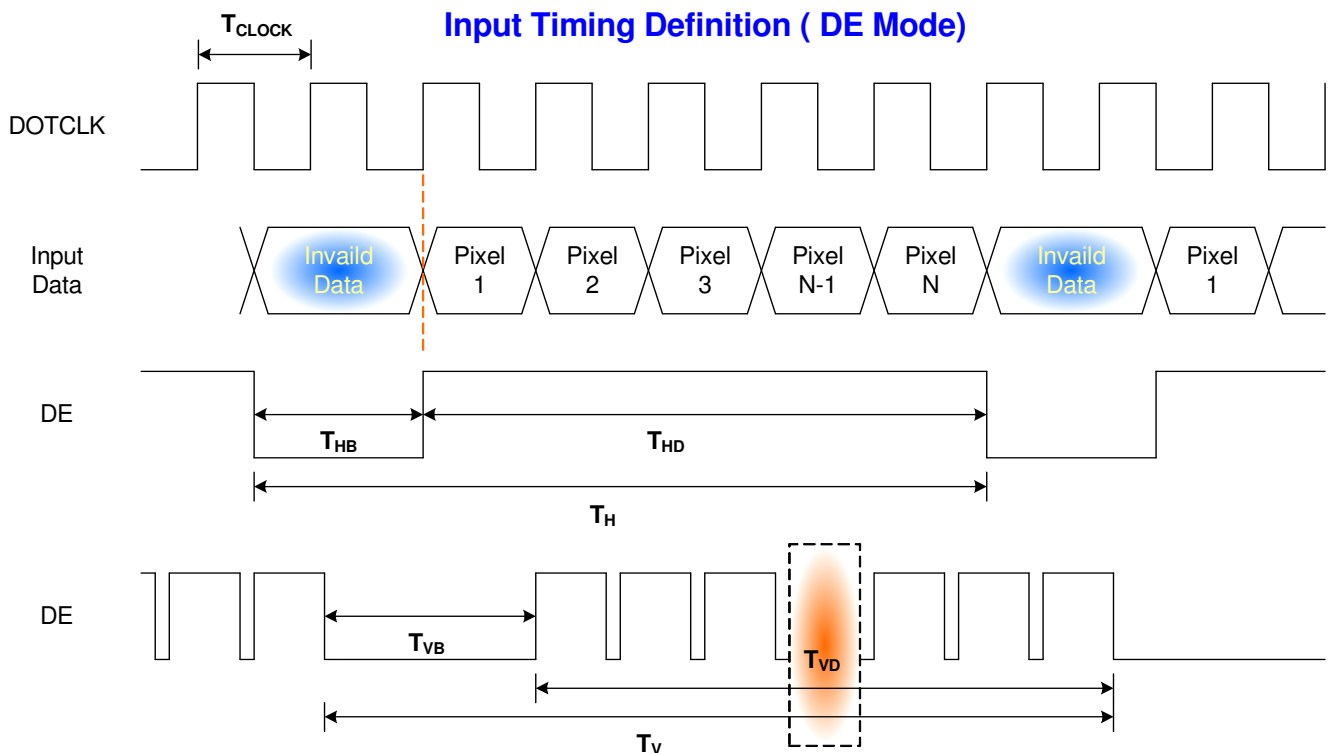 Input Timing Definition ( DE Mode)
TCLOCK
DOTCLK
Input
Data
Invaild
Data
Pixel
1
Pixel
2
Pixel
3
Pixel
N-1
Pixel
N
Invaild
Data
Pixel
1
DE
THB
THD
TH
DE
TVB
TVD
TV